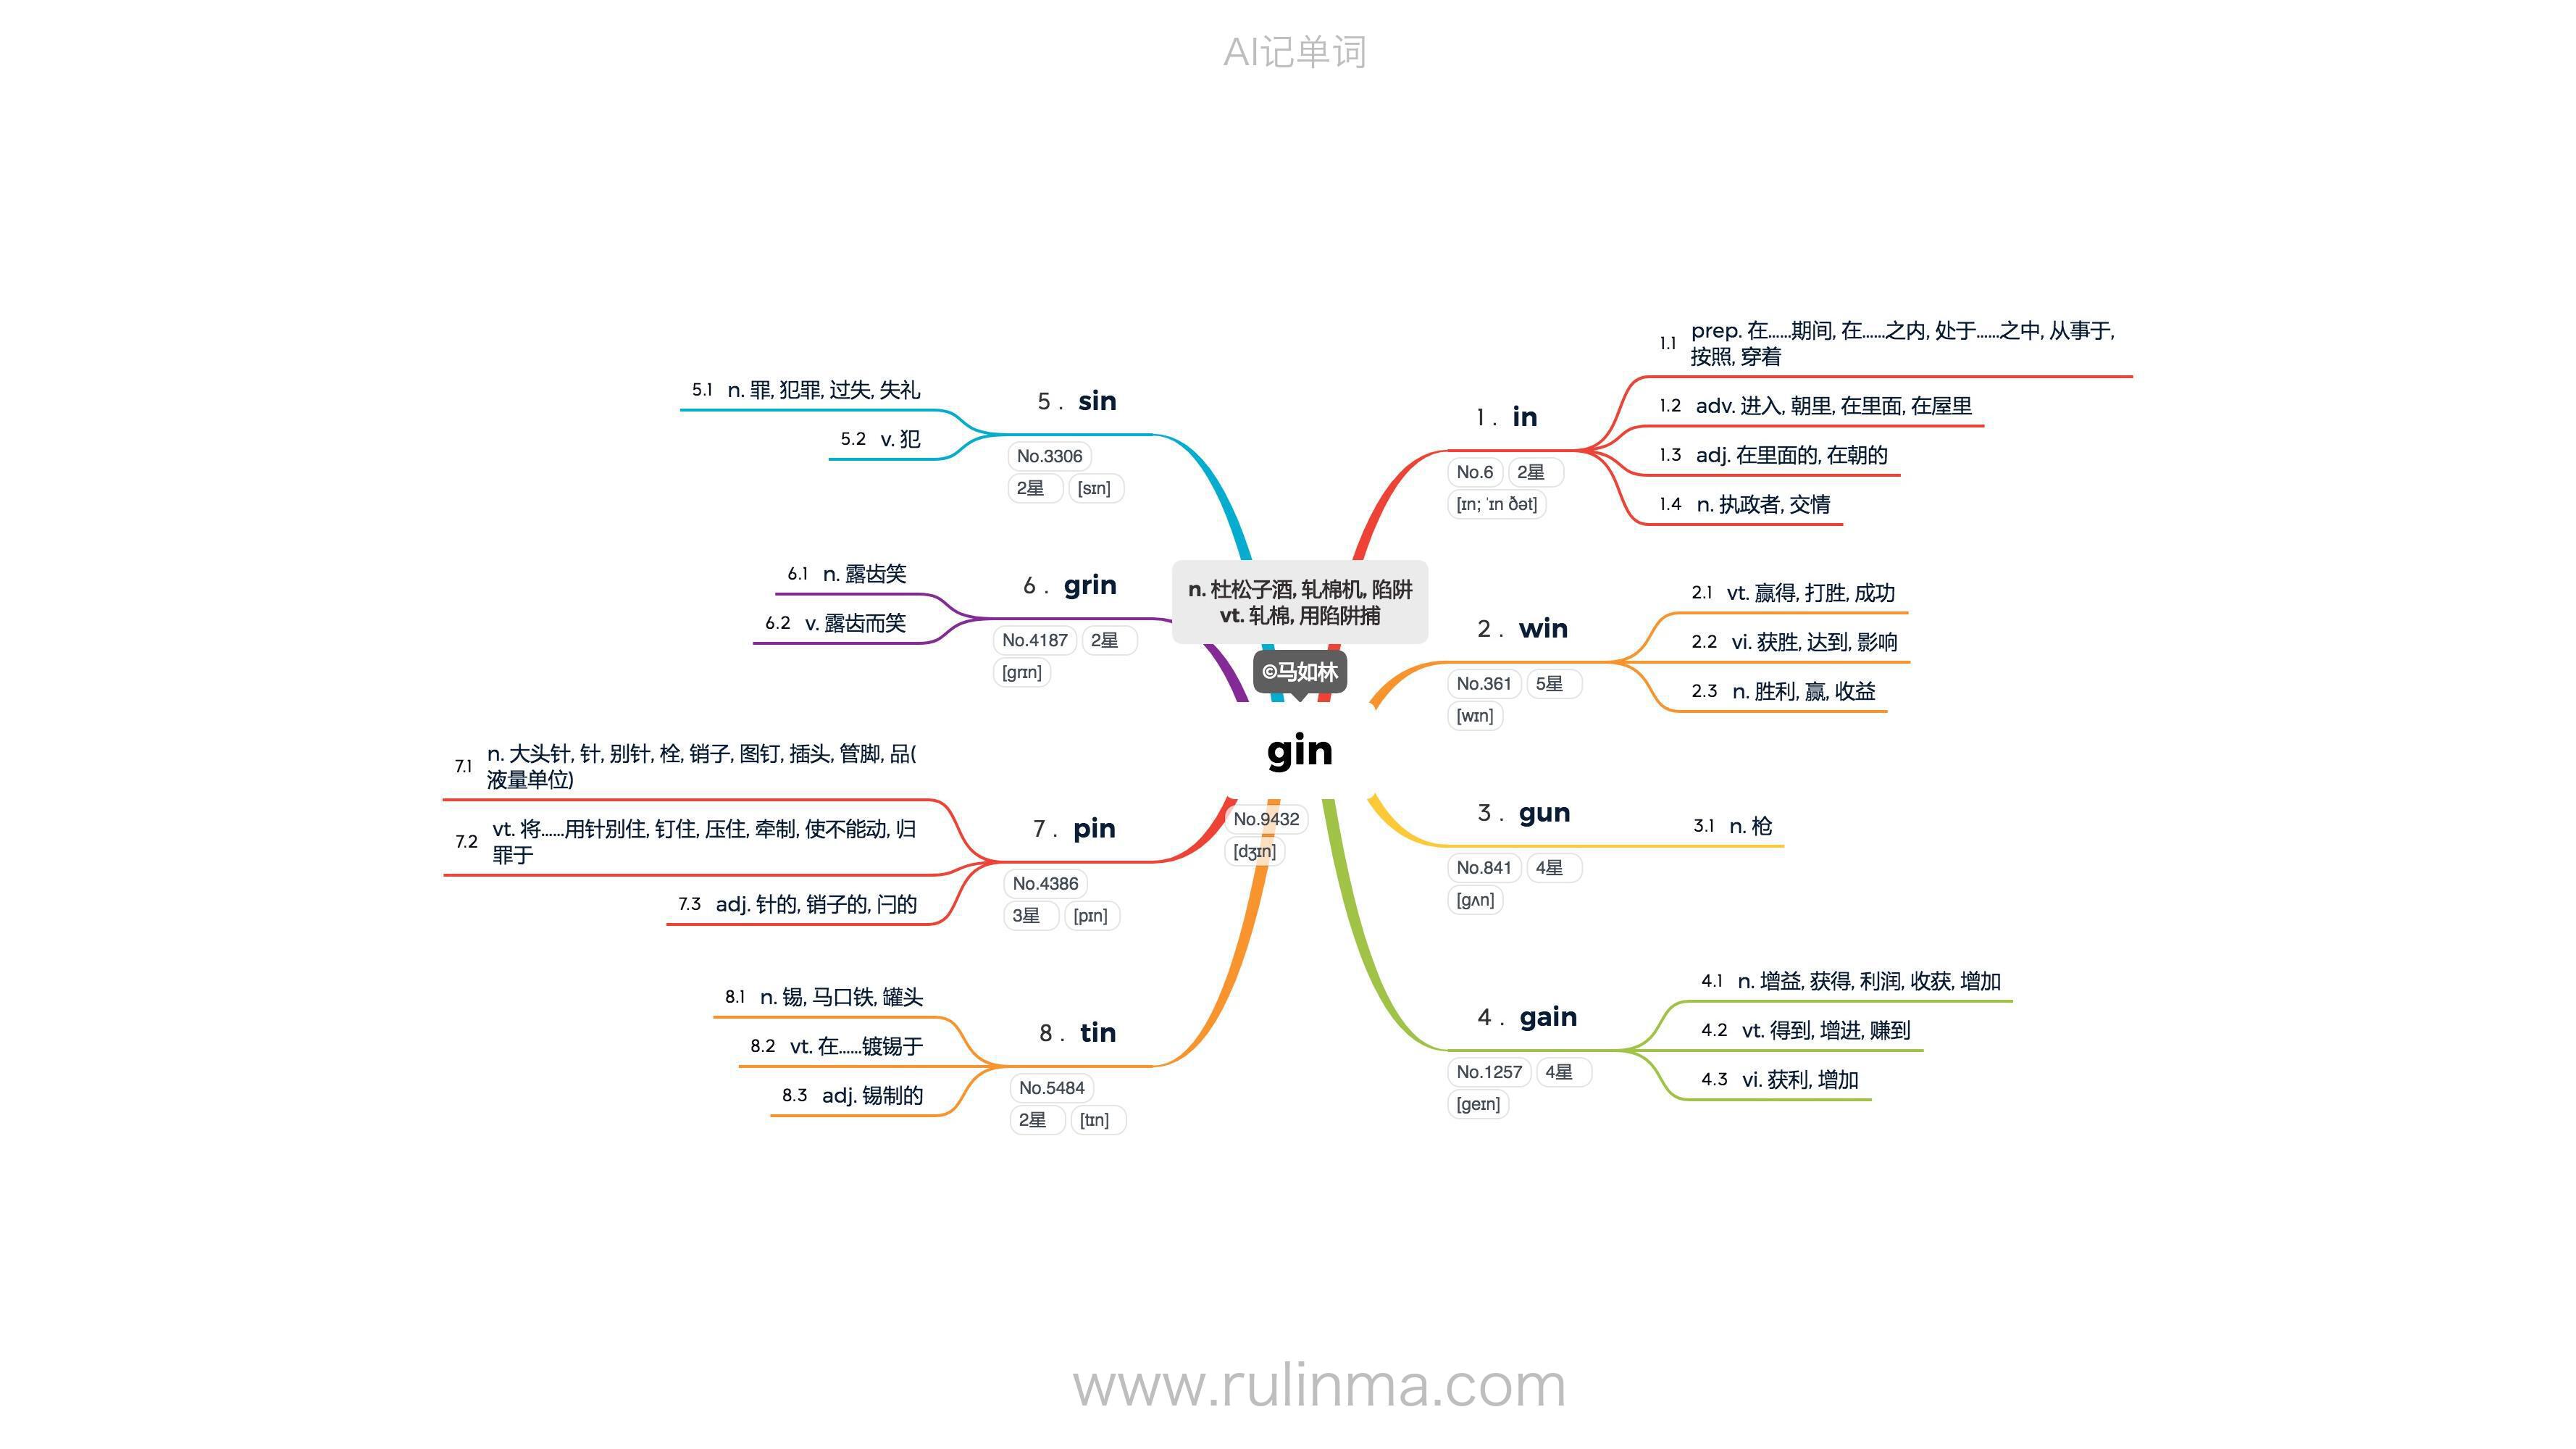 AI记单词
n. 杜松子酒, 轧棉机, 陷阱
vt. 轧棉, 用陷阱捕
©马如林
gin
No.9432
[dʒɪn]
1 . in
No.6 2星
[ɪn; ˈɪn ðət]
1.1 prep. 在……期间, 在……之内, 处于……之中, 从事于,
按照, 穿着
1.2 adv. 进入, 朝里, 在里面, 在屋里
1.3 adj. 在里面的, 在朝的
1.4 n. 执政者, 交情
2 . win
No.361 5星
[wɪn]
2.1 vt. 赢得, 打胜, 成功
2.2 vi. 获胜, 达到, 影响
2.3 n. 胜利, 赢, 收益
3 . gun
No.841 4星
[gʌn]
3.1 n. 枪
4 . gain
No.1257 4星
[geɪn]
4.1 n. 增益, 获得, 利润, 收获, 增加
4.2 vt. 得到, 增进, 赚到
4.3 vi. 获利, 增加
5 . sin
No.3306
2星 [sɪn]
5.1 n. 罪, 犯罪, 过失, 失礼
5.2 v. 犯
6 . grin
No.4187 2星
[grɪn]
6.1 n. 露齿笑
6.2 v. 露齿而笑
7 . pin
No.4386
3星 [pɪn]
7.1 n. 大头针, 针, 别针, 栓, 销子, 图钉, 插头, 管脚, 品(
液量单位)
7.2 vt. 将……用针别住, 钉住, 压住, 牵制, 使不能动, 归
罪于
7.3 adj. 针的, 销子的, 闩的
8 . tin
No.5484
2星 [tɪn]
8.1 n. 锡, 马口铁, 罐头
8.2 vt. 在……镀锡于
8.3 adj. 锡制的
www.rulinma.com